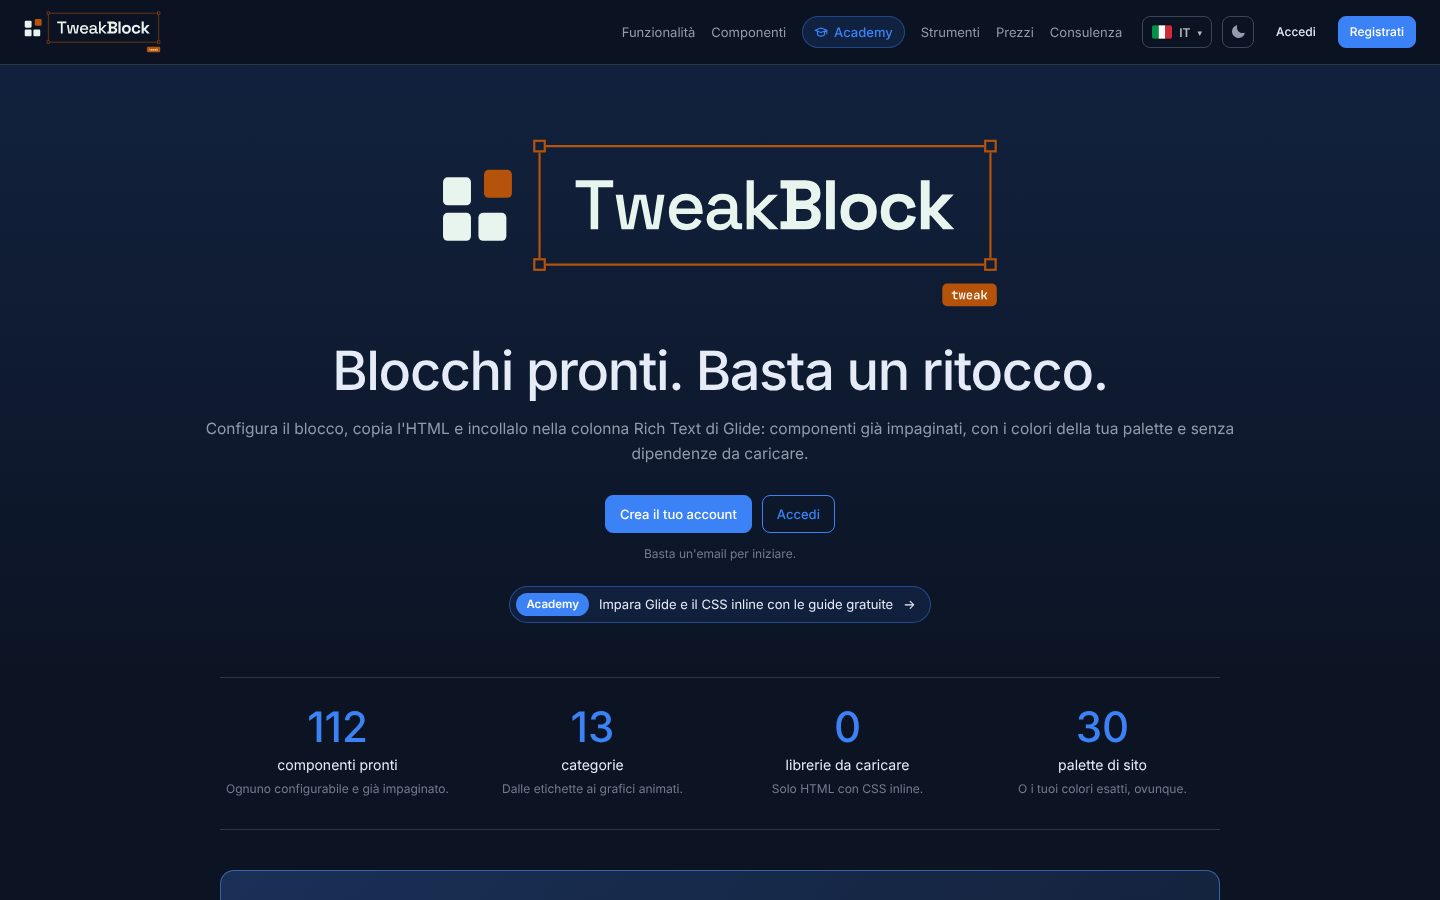 TweakBlock
Funzionalità
Componenti
Academy
Strumenti
Prezzi
Consulenza
IT
Accedi
Registrati
TweakBlock
tweak
Blocchi pronti. Basta un ritocco.
Configura il blocco, copia l'HTML e incollalo nella colonna Rich Text di Glide: componenti già impaginati, con i colori della tua palette e senza
dipendenze da caricare.
Crea il tuo account
Accedi
Basta un'email per iniziare.
Academy Impara Glide e il CSS inline con le guide gratuite →
112
componenti pronti
Ognuno configurabile e già impaginato.
13
categorie
Dalle etichette ai grafici animati.
0
librerie da caricare
Solo HTML con CSS inline.
30
palette di sito
O i tuoi colori esatti, ovunque.